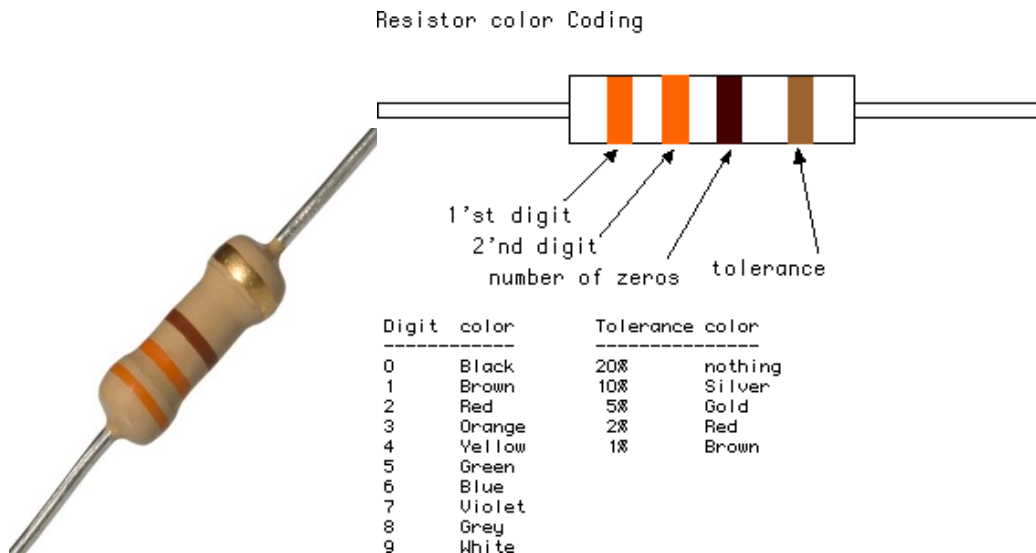 Resistor color Coding
1'st digit
2'nd digit
number of zeros
tolerance
Digit color Tolerance color
0 Black 20% nothing
1 Brown 10% Silver
2 Red 5% Gold
3 Orange 2% Red
4 Yellow 1% Brown
5 Green
6 Blue
7 Violet
8 Grey
9 White